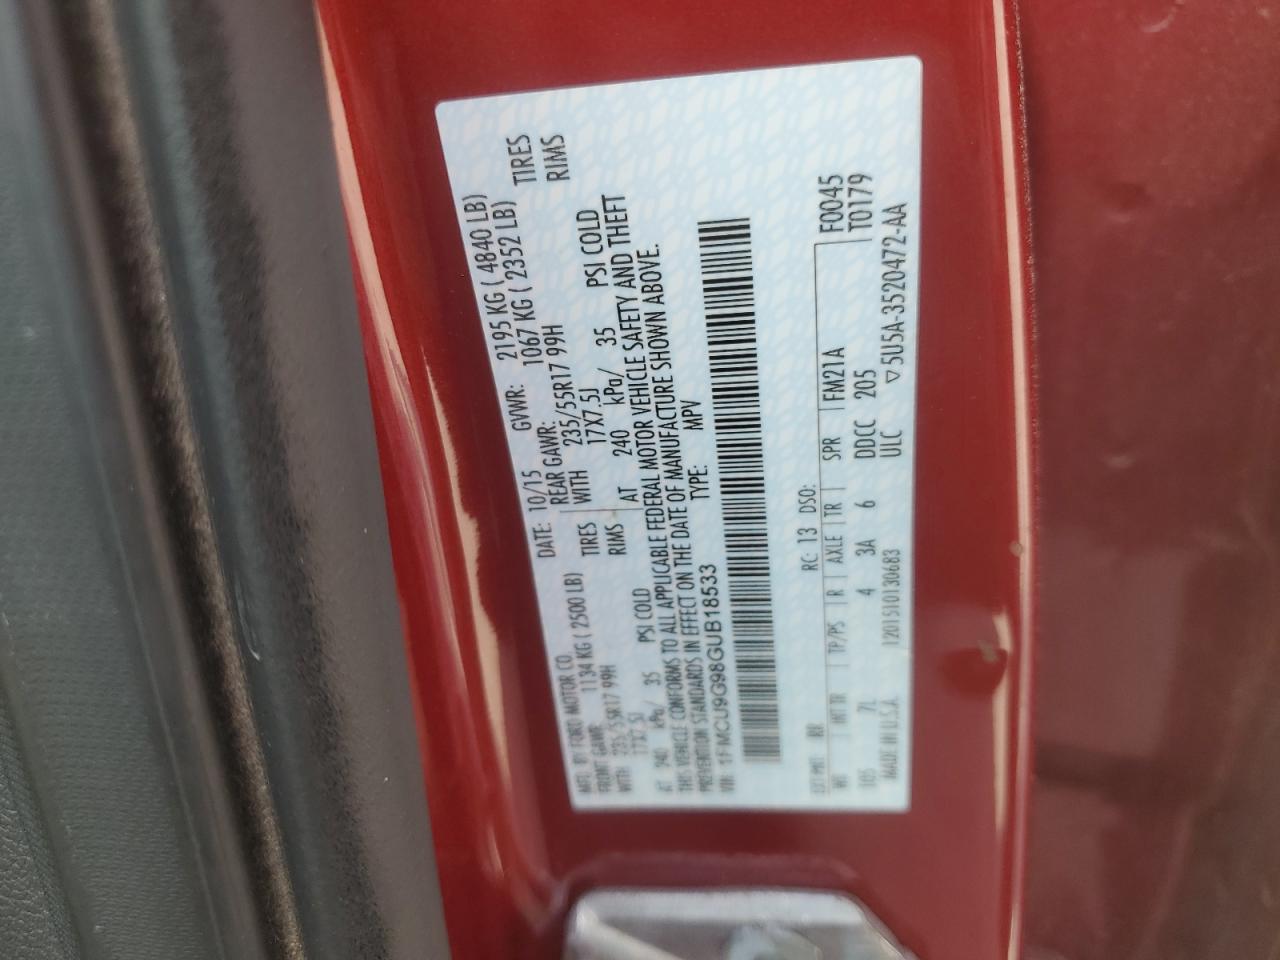 MFD. BY FORD MOTOR CO. DATE: 10/15 GVWR: 2195 KG ( 4840 LB)
FRONT GAWR: 1134 KG ( 2500 LB) REAR GAWR: 1067 KG ( 2352 LB)
WITH 235/55R17 99H TIRES WITH 235/55R17 99H TIRES
17X7.5J RIMS 17X7.5J RIMS
AT 240 kPa/ 35 PSI COLD AT 240 kPa/ 35 PSI COLD
THIS VEHICLE CONFORMS TO ALL APPLICABLE FEDERAL MOTOR VEHICLE SAFETY AND THEFT
PREVENTION STANDARDS IN EFFECT ON THE DATE OF MANUFACTURE SHOWN ABOVE.
VIN: 1FMCU9G98GUB18533 TYPE: MPV
F0045
EXT PNT: RR RC: 13 DSO: T0179
WB INT TR TP/PS R AXLE TR SPR FM21A
105 7L 4 3A 6 DDCC 205
MADE IN U.S.A. 120151013068​3 ULC ▽5U5A-3520472-AA